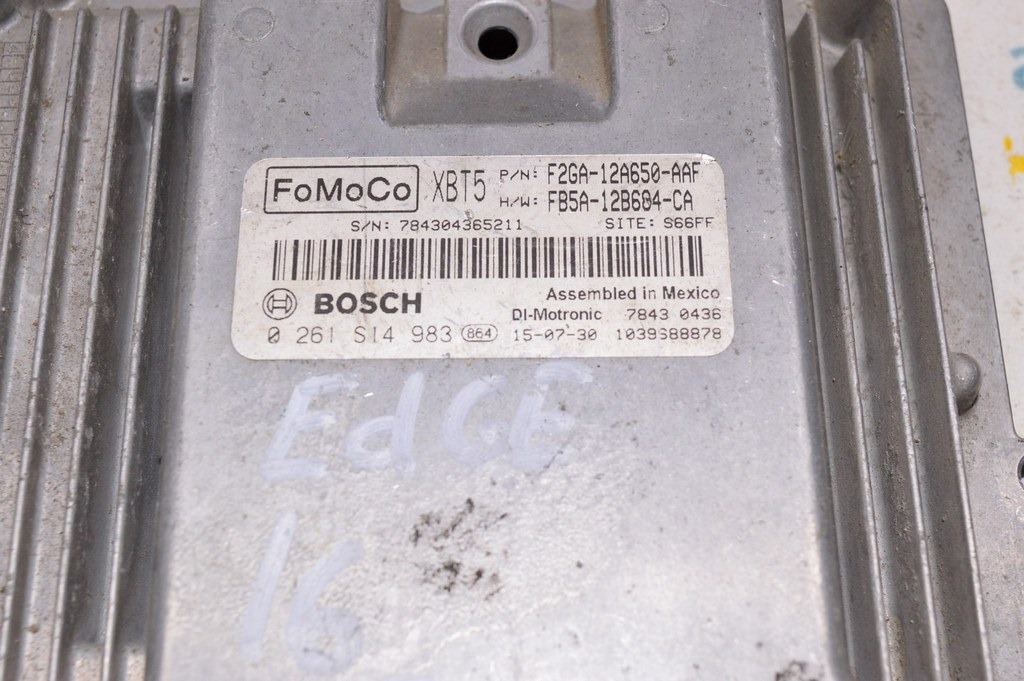 FoMoCo XBT5 P/N: F2GA-12A650-AAF
H/W: FB5A-12B684-CA
S/N: 784304365211 SITE: S66FF
BOSCH Assembled in Mexico
DI-Motronic 7843 0436
0 261 S14 983 864 15-07-30 1039S88878
EdGE
16